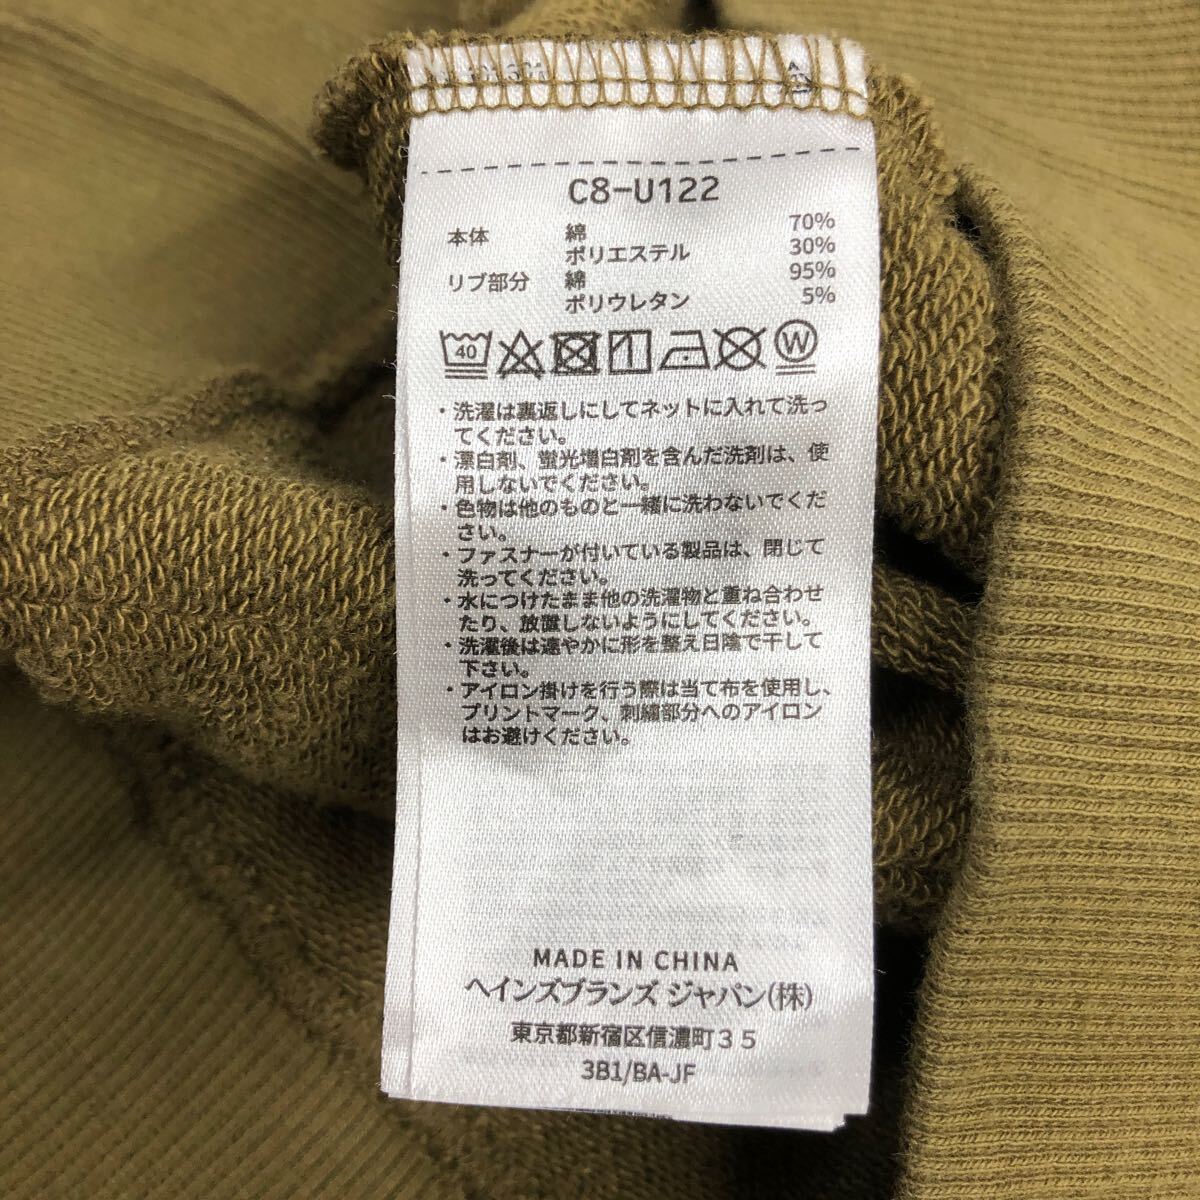 C8-U122
本体 綿 70%
ポリエステル 30%
リブ部分 綿 95%
ポリウレタン 5%
40 W
・洗濯は裏返しにしてネットに入れて洗っ
てください。
・漂白剤、蛍光増白剤を含んだ洗剤は、使
用しないでください。
・色物は他のものと一緒に洗わないでくだ
さい。
・ファスナーが付いている製品は、閉じて
洗ってください。
・水につけたまま他の洗濯物と重ね合わせ
たり、放置しないようにしてください。
・洗濯後は速やかに形を整え日陰で干して
下さい。
・アイロン掛けを行う際は当て布を使用し、
プリントマーク、刺繍部分へのアイロン
はお避けください。
MADE IN CHINA
ヘインズブランズ ジャパン(株)
東京都新宿区信濃町35
3B1/BA-JF